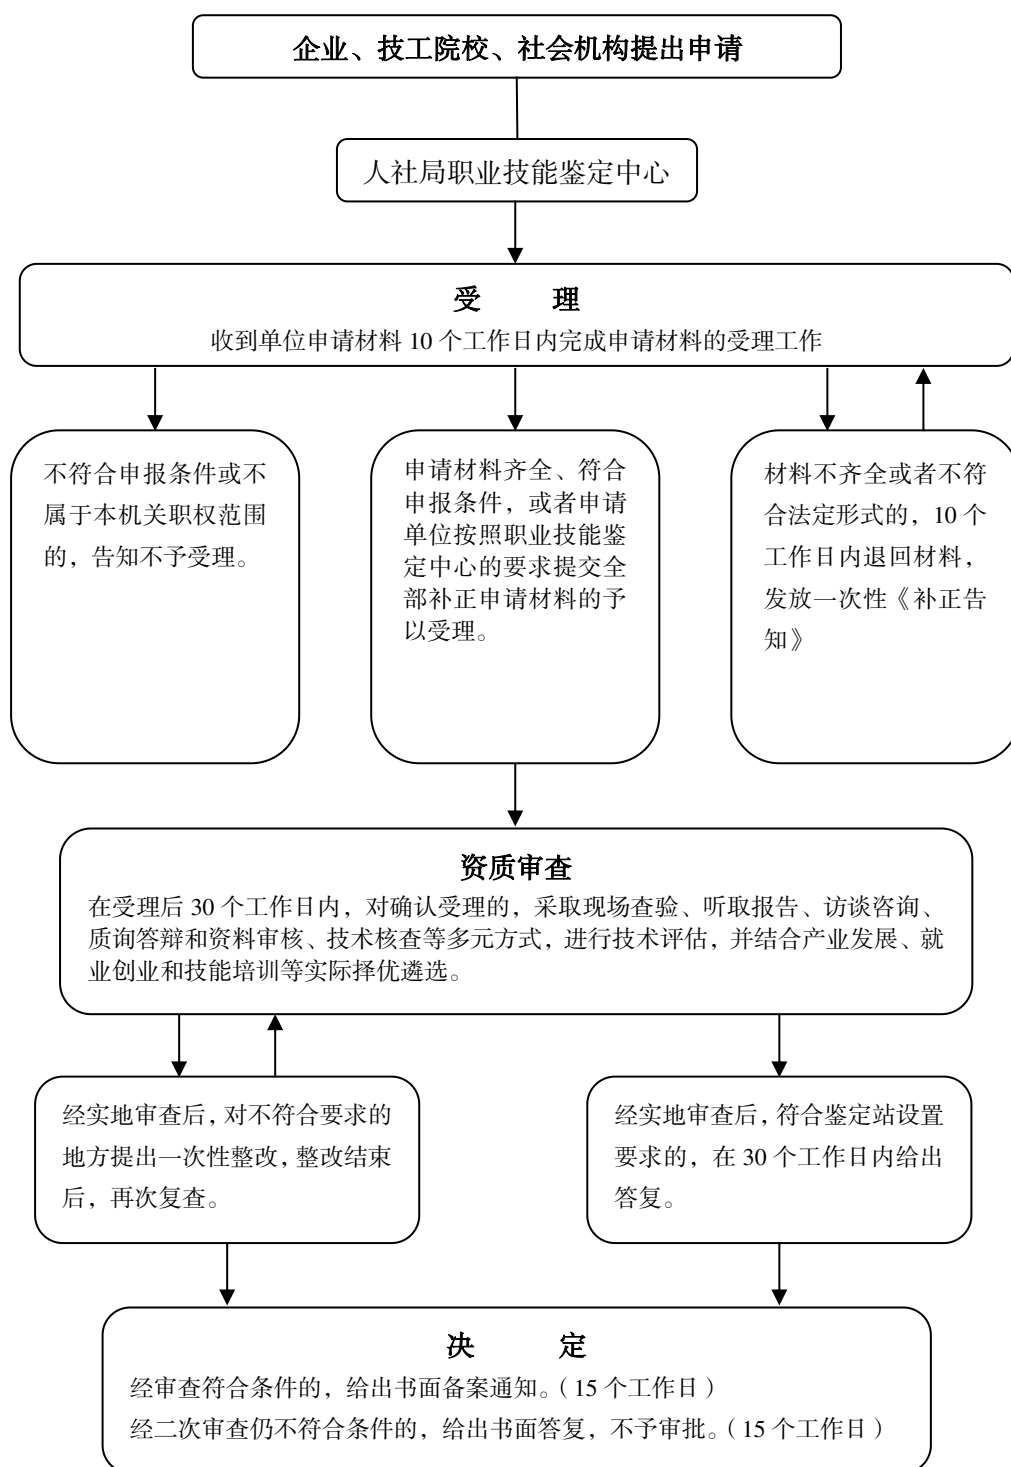 企业、技工院校、社会机构提出申请
人社局职业技能鉴定中心
受 理
收到单位申请材料 10 个工作日内完成申请材料的受理工作
不符合申报条件或不
属于本机关职权范围
的，告知不予受理。
申请材料齐全、符合
申报条件，或者申请
单位按照职业技能鉴
定中心的要求提交全
部补正申请材料的予
以受理。
材料不齐全或者不符
合法定形式的，10 个
工作日内退回材料，
发放一次性《补正告
知》
资质审查
在受理后 30 个工作日内，对确认受理的，采取现场查验、听取报告、访谈咨询、
质询答辩和资料审核、技术核查等多元方式，进行技术评估，并结合产业发展、就
业创业和技能培训等实际择优遴选。
经实地审查后，对不符合要求的
地方提出一次性整改，整改结束
后，再次复查。
经实地审查后，符合鉴定站设置
要求的，在 30 个工作日内给出
答复。
决 定
经审查符合条件的，给出书面备案通知。（15 个工作日）
经二次审查仍不符合条件的，给出书面答复，不予审批。（15 个工作日）